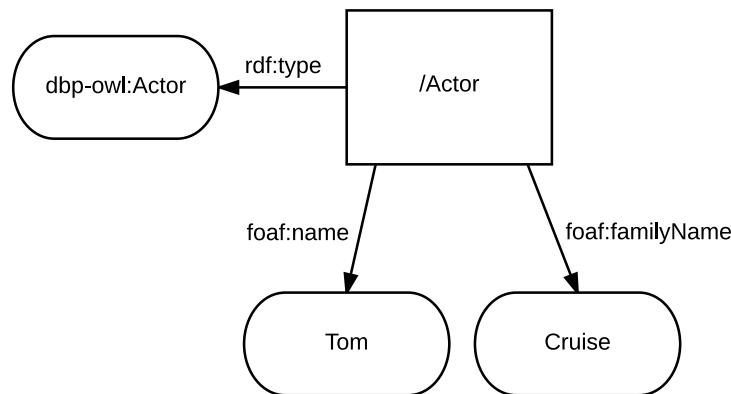 rdf:type
dbp-owl:Actor
/Actor
foaf:name
foaf:familyName
Tom
Cruise